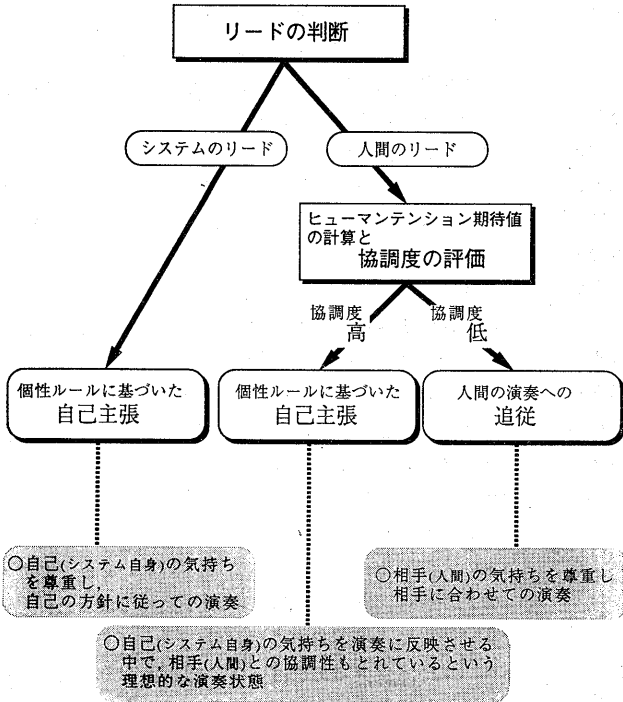 リードの判断
システムのリード
人間のリード
ヒューマンテンション期待値
の計算と
協調度の評価
協調度
高
協調度
低
個性ルールに基づいた
自己主張
個性ルールに基づいた
自己主張
人間の演奏への
追従
○自己(システム自身)の気持ち
を尊重し,
自己の方針に従っての演奏
○相手(人間)の気持ちを尊重し
相手に合わせての演奏
○自己(システム自身)の気持ちを演奏に反映させる
中で,相手(人間)との協調性もとれているという
理想的な演奏状態